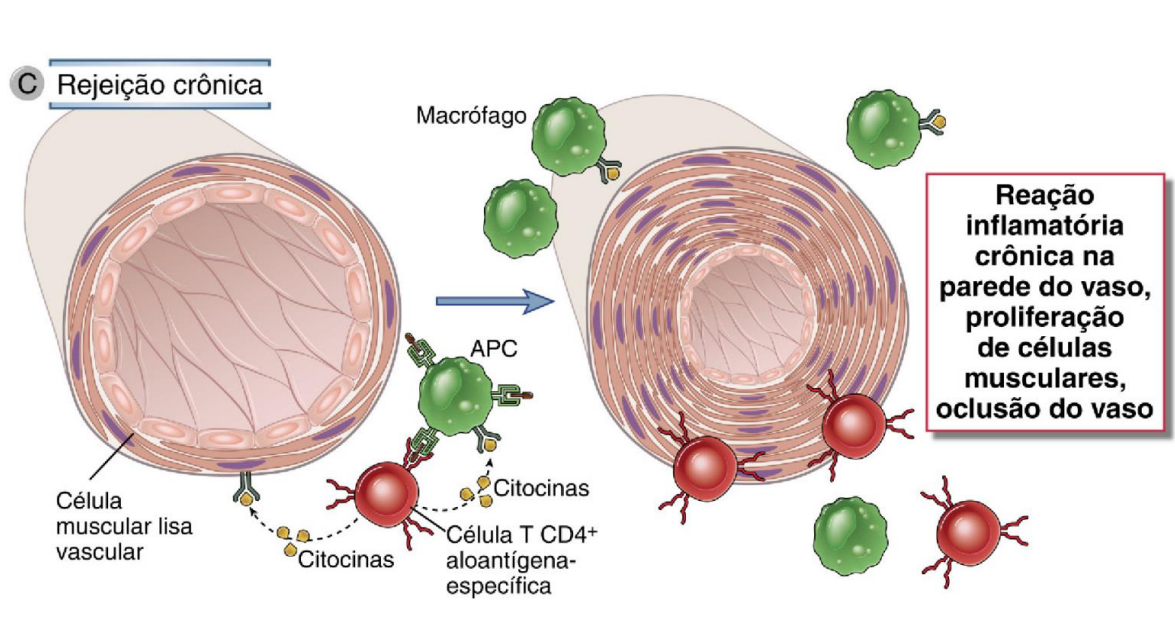 C Rejeição crônica
Macrófago
APC
Citocinas
Célula
muscular lisa
vascular
Citocinas
Célula T CD4+
aloantígena-
específica
Reação
inflamatória
crônica na
parede do vaso,
proliferação
de células
musculares,
oclusão do vaso